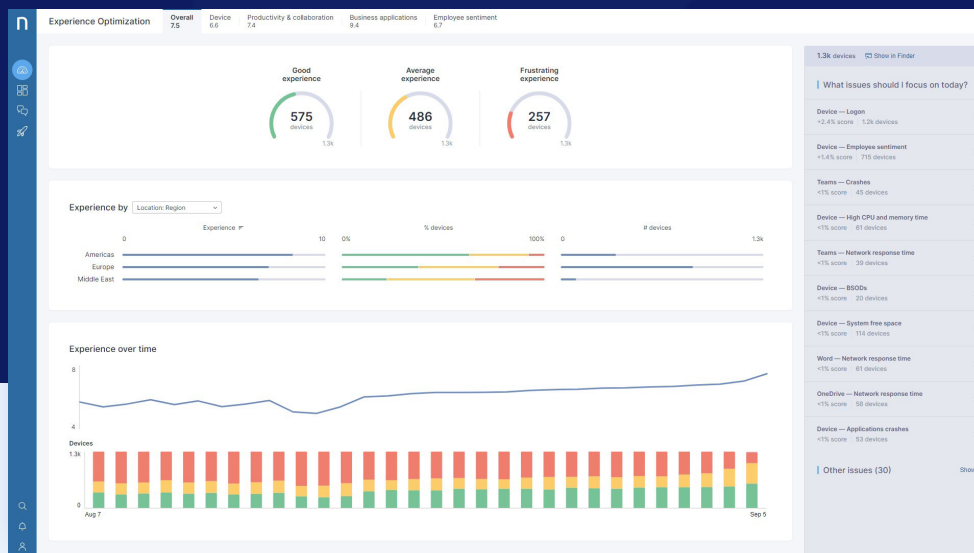 n
Experience Optimization
Overall Device Productivity & collaboration Business applications Employee sentiment
7.5 6.6 7.4 9.4 6.7
Good
experience
575
devices
1.3k
Average
experience
486
devices
1.3k
Frustrating
experience
257
devices
1.3k
Experience by Location: Region
Experience % devices # devices
0 10 0% 100% 0 1.3k
Americas
Europe
Middle East
Experience over time
8
4
Devices
1.3k
0
Aug 7 Sep 5
1.3k devices Show in Finder
What issues should I focus on today?
Device — Logon
+2.4% score 1.2k devices
Device — Employee sentiment
+1.4% score 715 devices
Teams — Crashes
<1% score 45 devices
Device — High CPU and memory time
<1% score 61 devices
Teams — Network response time
<1% score 39 devices
Device — BSODs
<1% score 20 devices
Device — System free space
<1% score 114 devices
Word — Network response time
<1% score 61 devices
OneDrive — Network response time
<1% score 58 devices
Device — Applications crashes
<1% score 53 devices
Other issues (30) Show